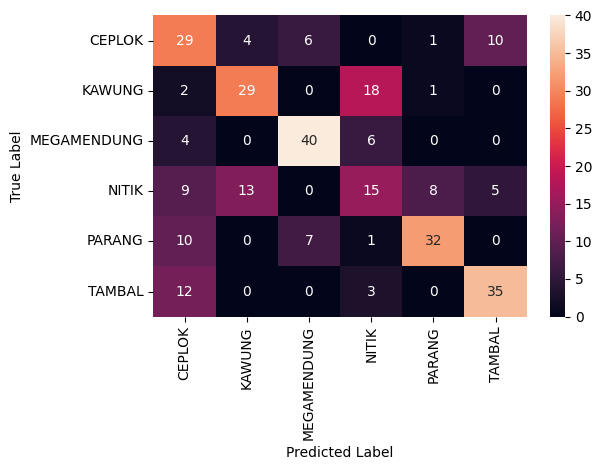 CEPLOK 29 4 6 0 1 10
KAWUNG 2 29 0 18 1 0
MEGAMENDUNG 4 0 40 6 0 0
NITIK 9 13 0 15 8 5
PARANG 10 0 7 1 32 0
TAMBAL 12 0 0 3 0 35
CEPLOK KAWUNG MEGAMENDUNG NITIK PARANG TAMBAL
Predicted Label
True Label
40
35
30
25
20
15
10
5
0